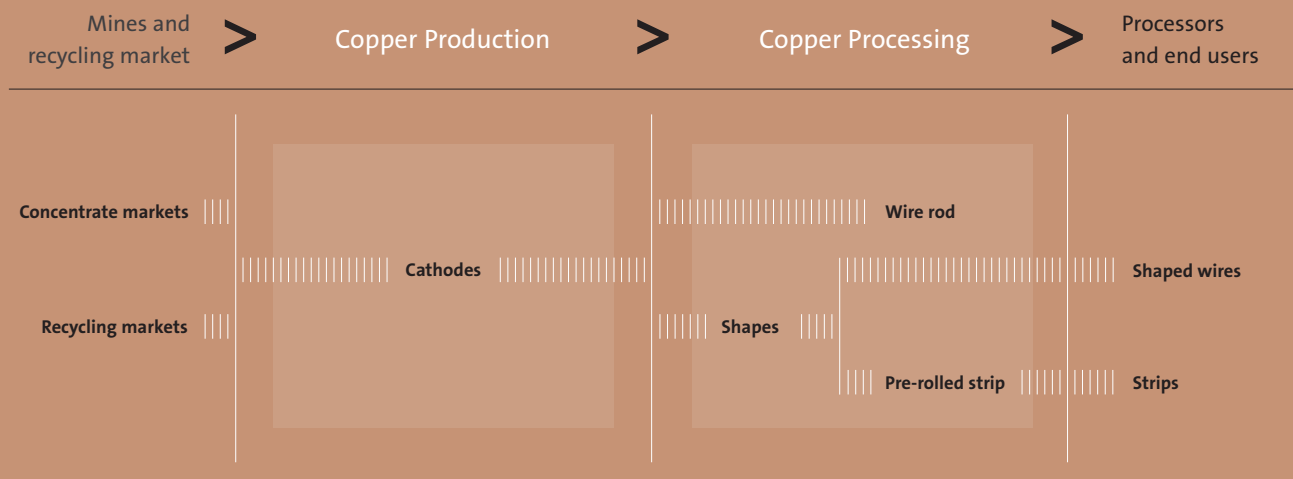 Mines and
recycling market
>
Copper Production
>
Copper Processing
>
Processors
and end users
Concentrate markets
Wire rod
Cathodes
Shaped wires
Recycling markets
Shapes
Pre-rolled strip
Strips